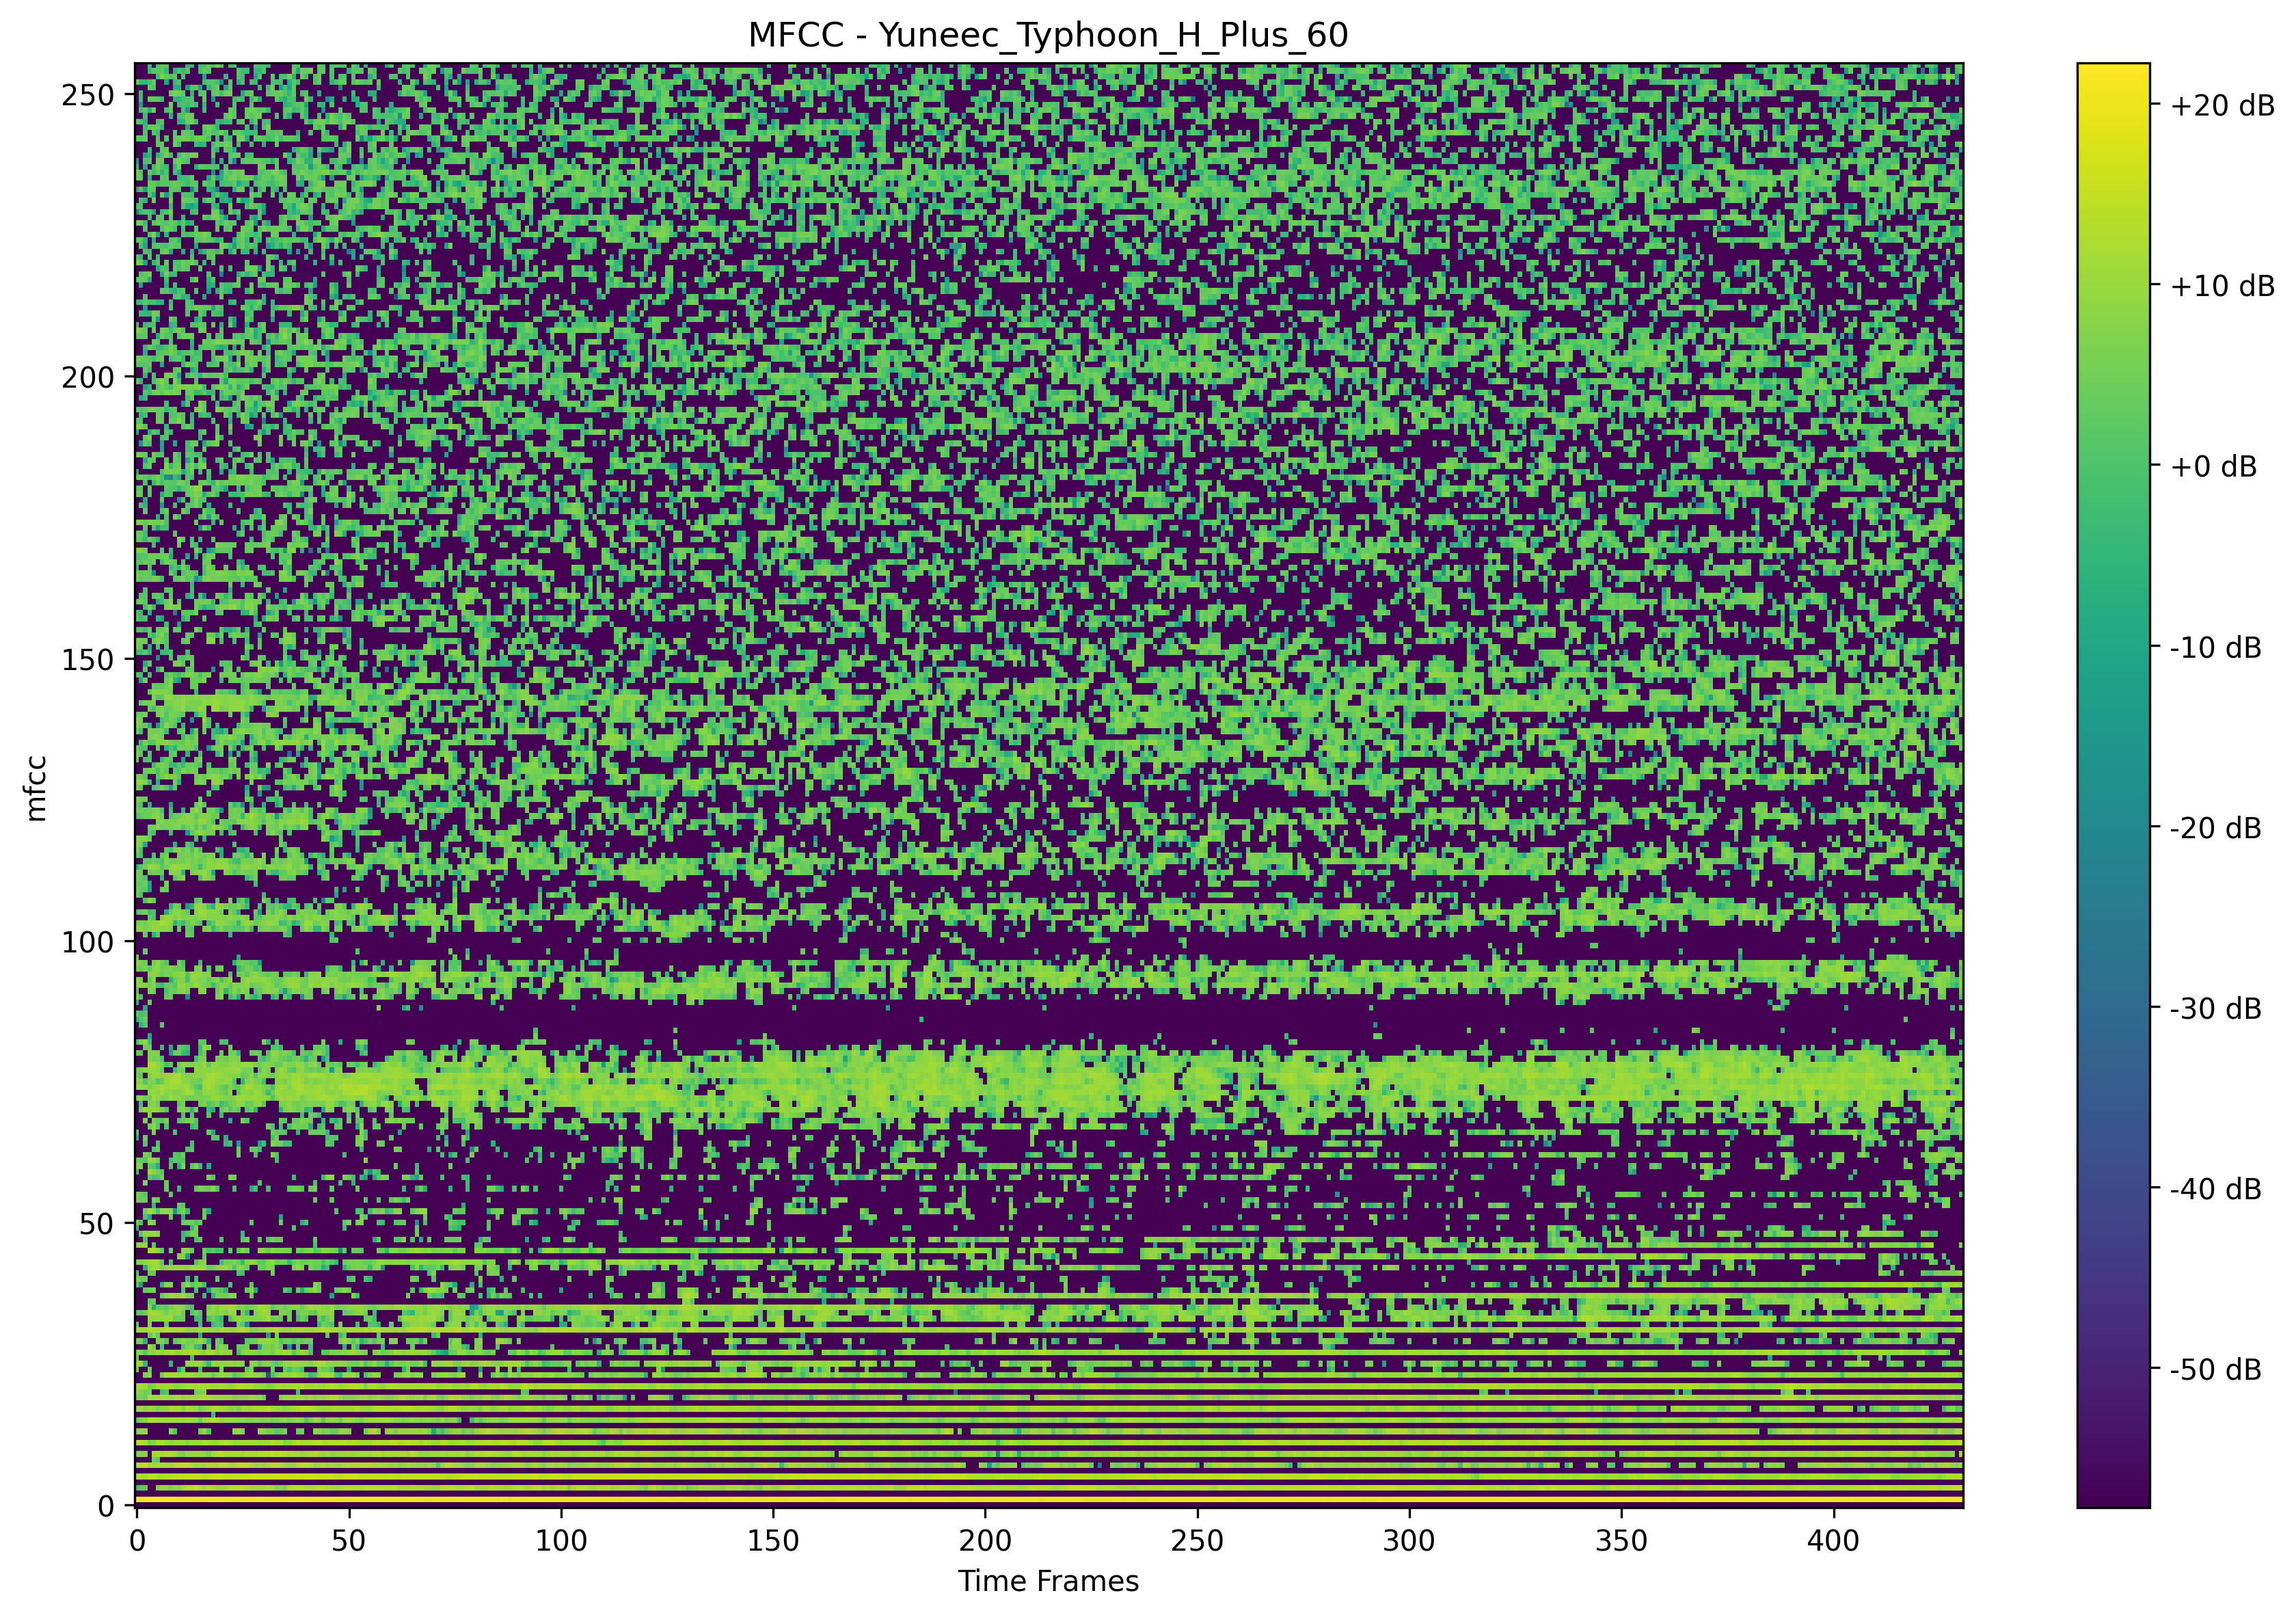 MFCC - Yuneec_Typhoon_H_Plus_60
mfcc
250
200
150
100
50
0
0 50 100 150 200 250 300 350 400
Time Frames
+20 dB
+10 dB
+0 dB
-10 dB
-20 dB
-30 dB
-40 dB
-50 dB